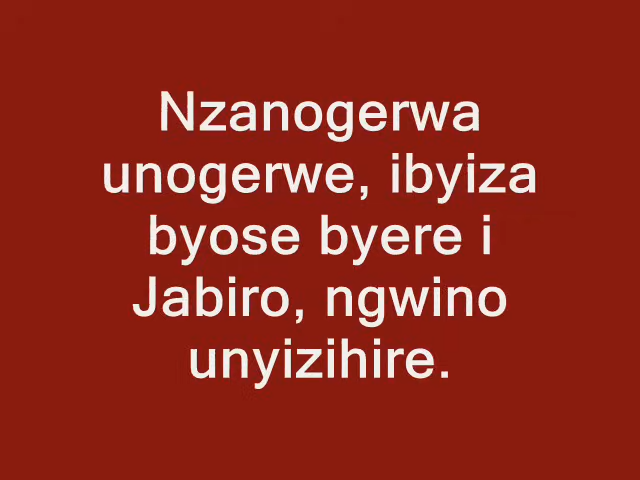 Nzanogerwa
unogerwe, ibyiza
byose byere i
Jabiro, ngwino
unyizihire.